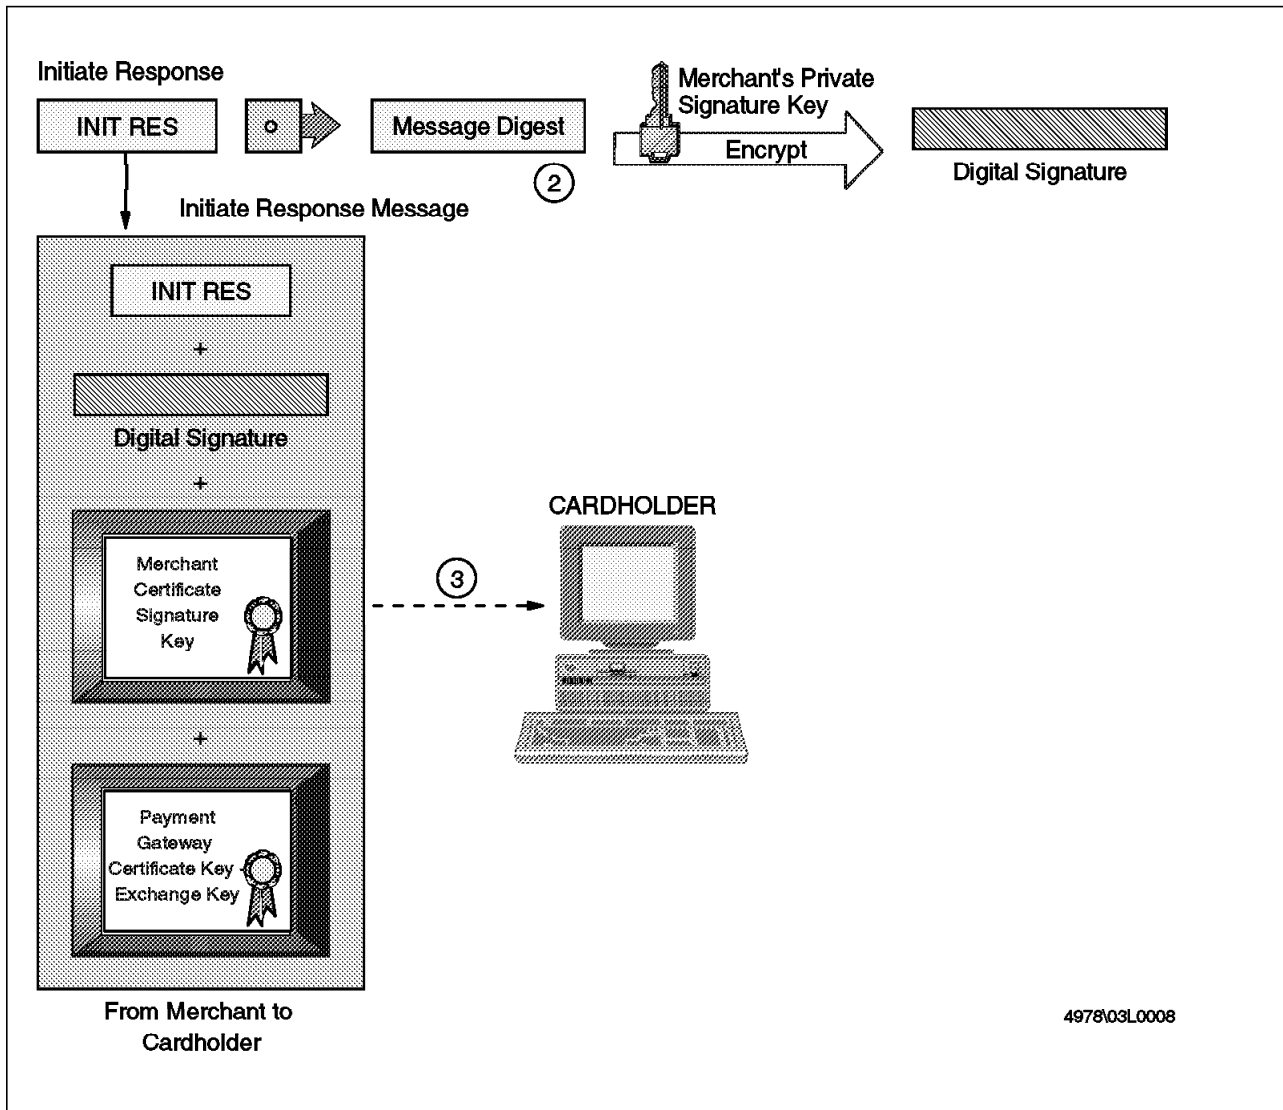 Initiate Response
INIT RES
Message Digest
Merchant's Private
Signature Key
Encrypt
Digital Signature
2
Initiate Response Message
INIT RES
+
Digital Signature
+
Merchant
Certificate
Signature
Key
+
Payment
Gateway
Certificate Key -
Exchange Key
From Merchant to
Cardholder
3
CARDHOLDER
4978\03L0008